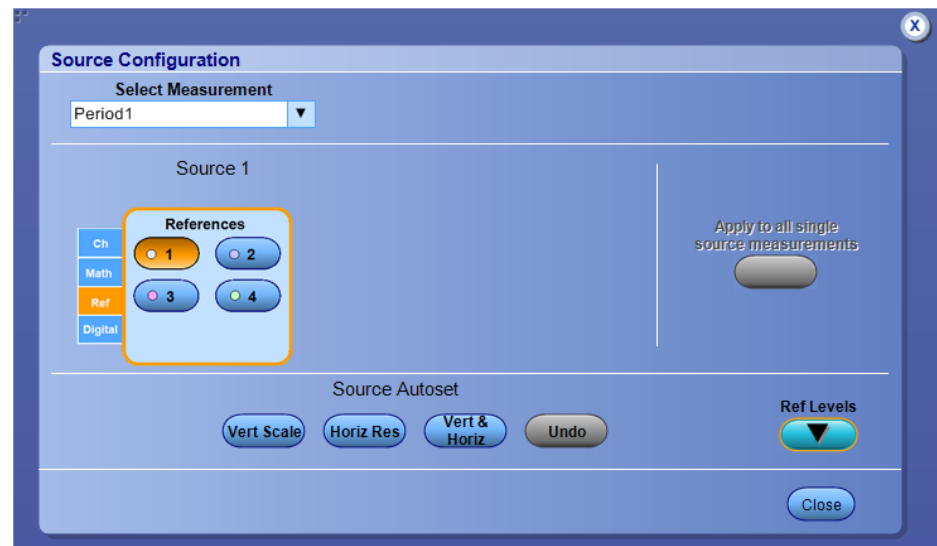 X
Source Configuration
Select Measurement
Period1
Source 1
References
Ch
Math
Ref
Digital
1
2
3
4
Apply to all single
source measurements
Source Autoset
Vert Scale
Horiz Res
Vert &
Horiz
Undo
Ref Levels
Close